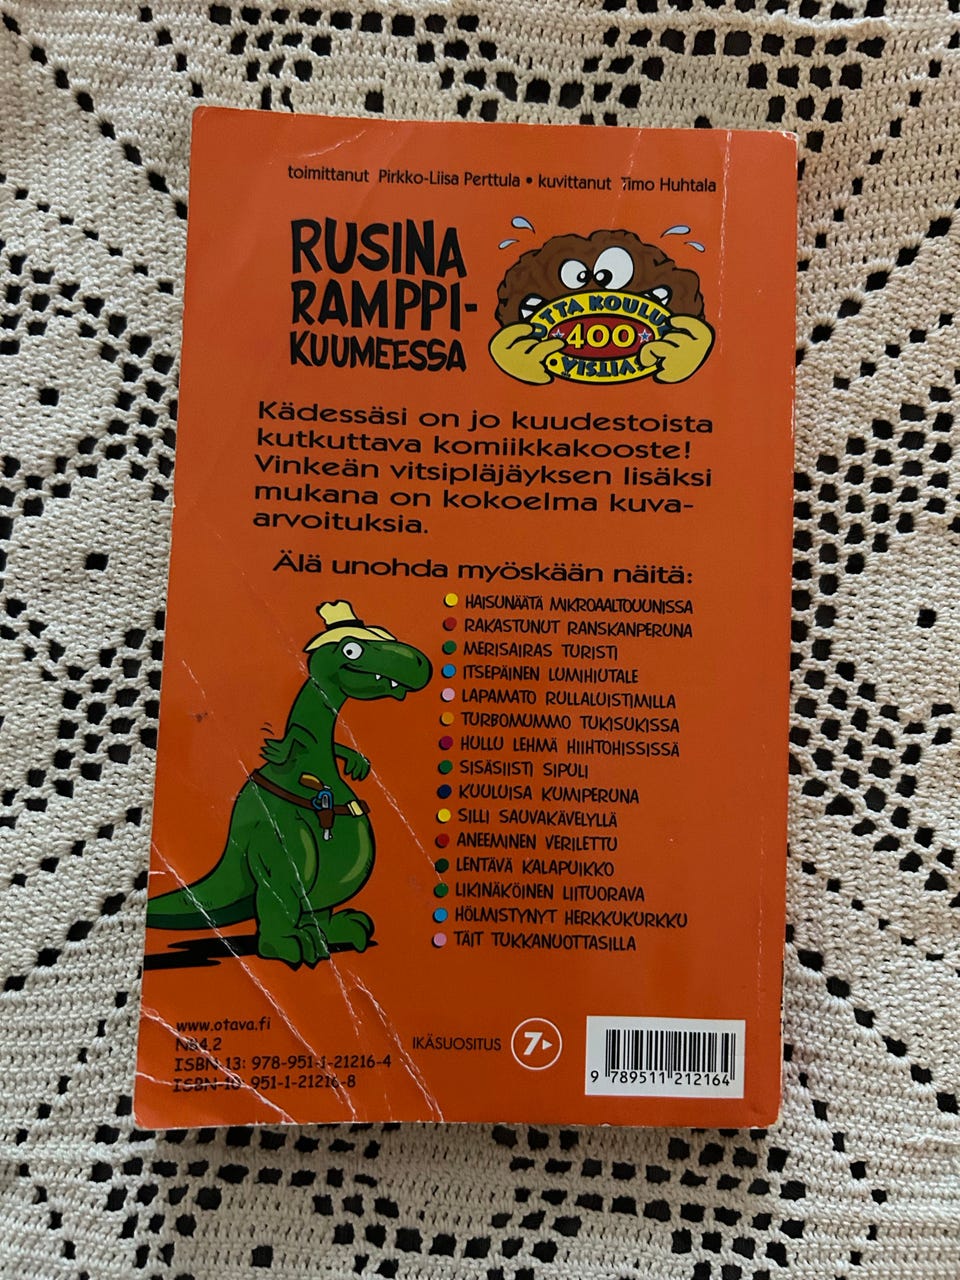 toimittanut Pirkko-Liisa Perttula • kuvittanut Timo Huhtala
RUSINA
RAMPPI-
KUUMEESSA
UTTA KOULU
400
VITSIÄ
Kädessäsi on jo kuudestoista
kutkuttava komiikkakooste!
Vinkeän vitsipläjäyksen lisäksi
mukana on kokoelma kuva-
arvoituksia.
Älä unohda myöskään näitä:
HAISUNÄÄTÄ MIKROAALTOUUNISSA
RAKASTUNUT RANSKANPERUNA
MERISAIRAS TURISTI
ITSEPÄINEN LUMIHIUTALE
LAPAMATO RULLALUISTIMILLA
TURBOMUMMO TUKISUKISSA
HULLU LEHMÄ HIIHTOHISSISSÄ
SISÄSIISTI SIPULI
KUULUISA KUMIPERUNA
SILLI SAUVAKÄVELYLLÄ
ANEEMINEN VERILETTU
LENTÄVÄ KALAPUIKKO
LIKINÄKÖINEN LIITUORAVA
HÖLMISTYNYT HERKKUKURKKU
TÄIT TUKKANUOTTASILLA
www.otava.fi
N84.2
ISBN-13: 978-951-1-21216-4
ISBN-10: 951-1-21216-8
IKÄSUOSITUS 7
9 789511 212164